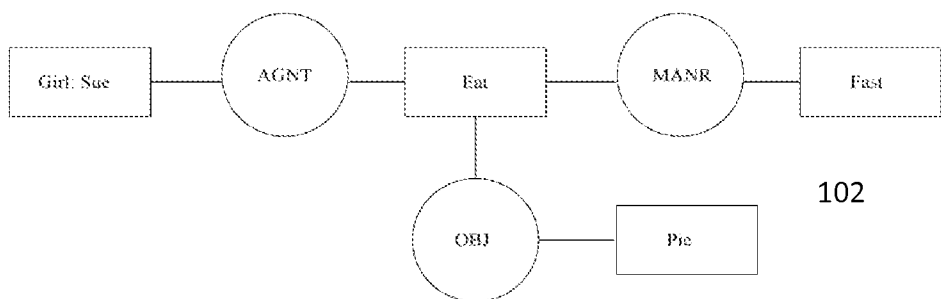 Girl: Sue
AGNT
Eat
MANR
Fast
102
OBJ
Pie